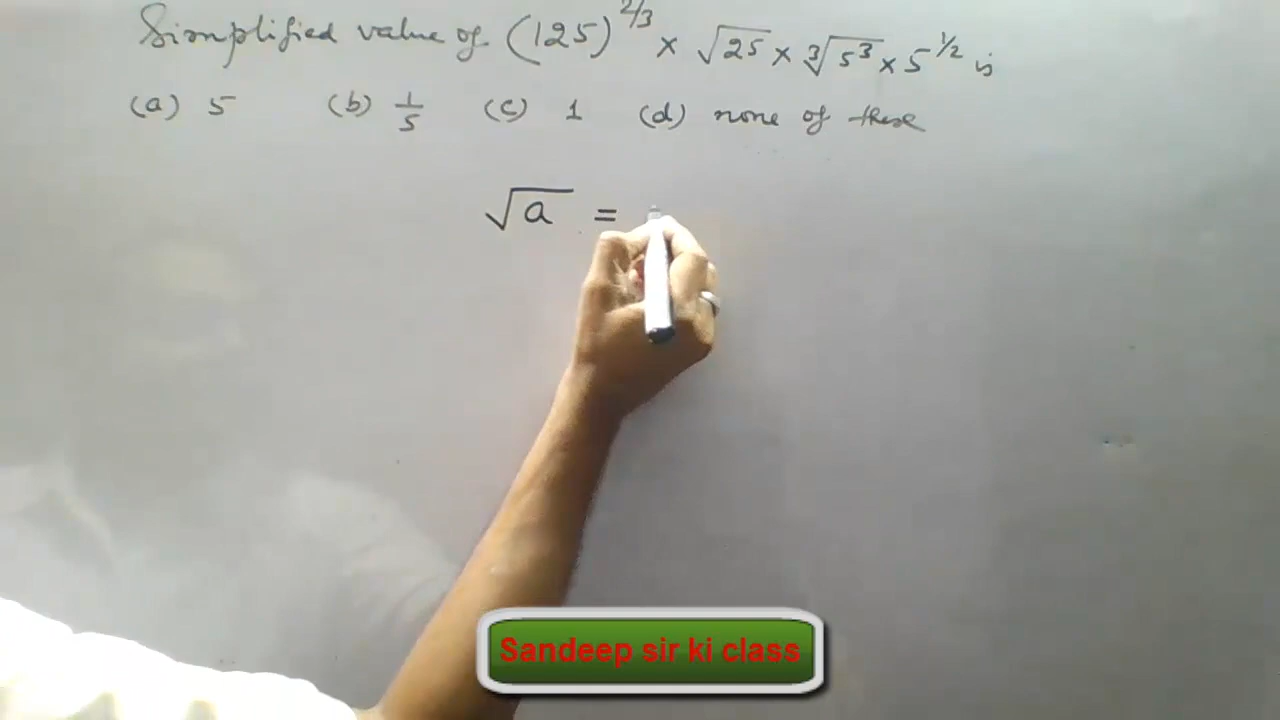 Simplified value of (125)^2/3 × √25 × ∛5³ × 5^1/2 is
(a) 5 (b) 1/5 (c) 1 (d) none of these
√a =
Sandeep sir ki class